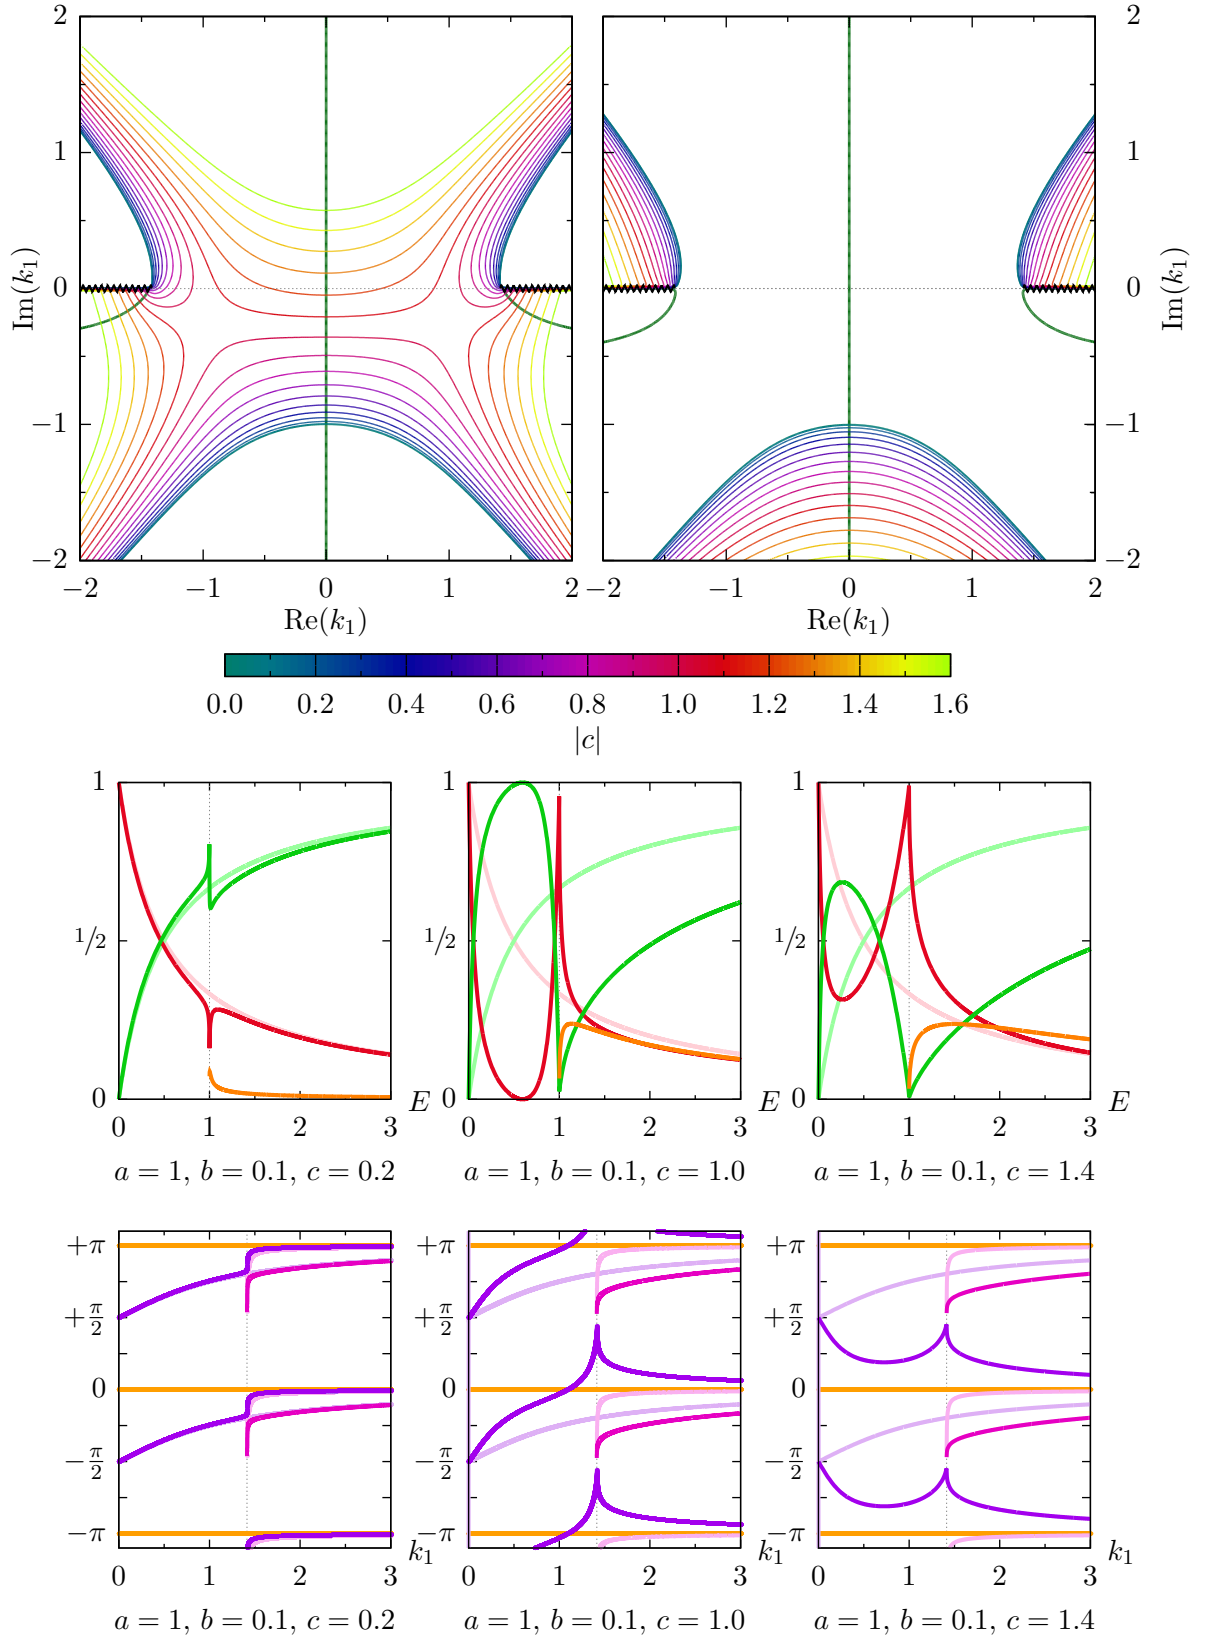 2 2
1 1
0 0
−1 −1
−2 −2
Im(k₁) Im(k₁)
−2 −1 0 1 2 −2 −1 0 1 2
Re(k₁) Re(k₁)
0.0 0.2 0.4 0.6 0.8 1.0 1.2 1.4 1.6
|c|
1 1 1
1/2 1/2 1/2
0 0 0
E E E
0 1 2 3 0 1 2 3 0 1 2 3
a = 1, b = 0.1, c = 0.2 a = 1, b = 0.1, c = 1.0 a = 1, b = 0.1, c = 1.4
+π +π +π
+π/2 +π/2 +π/2
0 0 0
−π/2 −π/2 −π/2
−π −π −π
k₁ k₁ k₁
0 1 2 3 0 1 2 3 0 1 2 3
a = 1, b = 0.1, c = 0.2 a = 1, b = 0.1, c = 1.0 a = 1, b = 0.1, c = 1.4